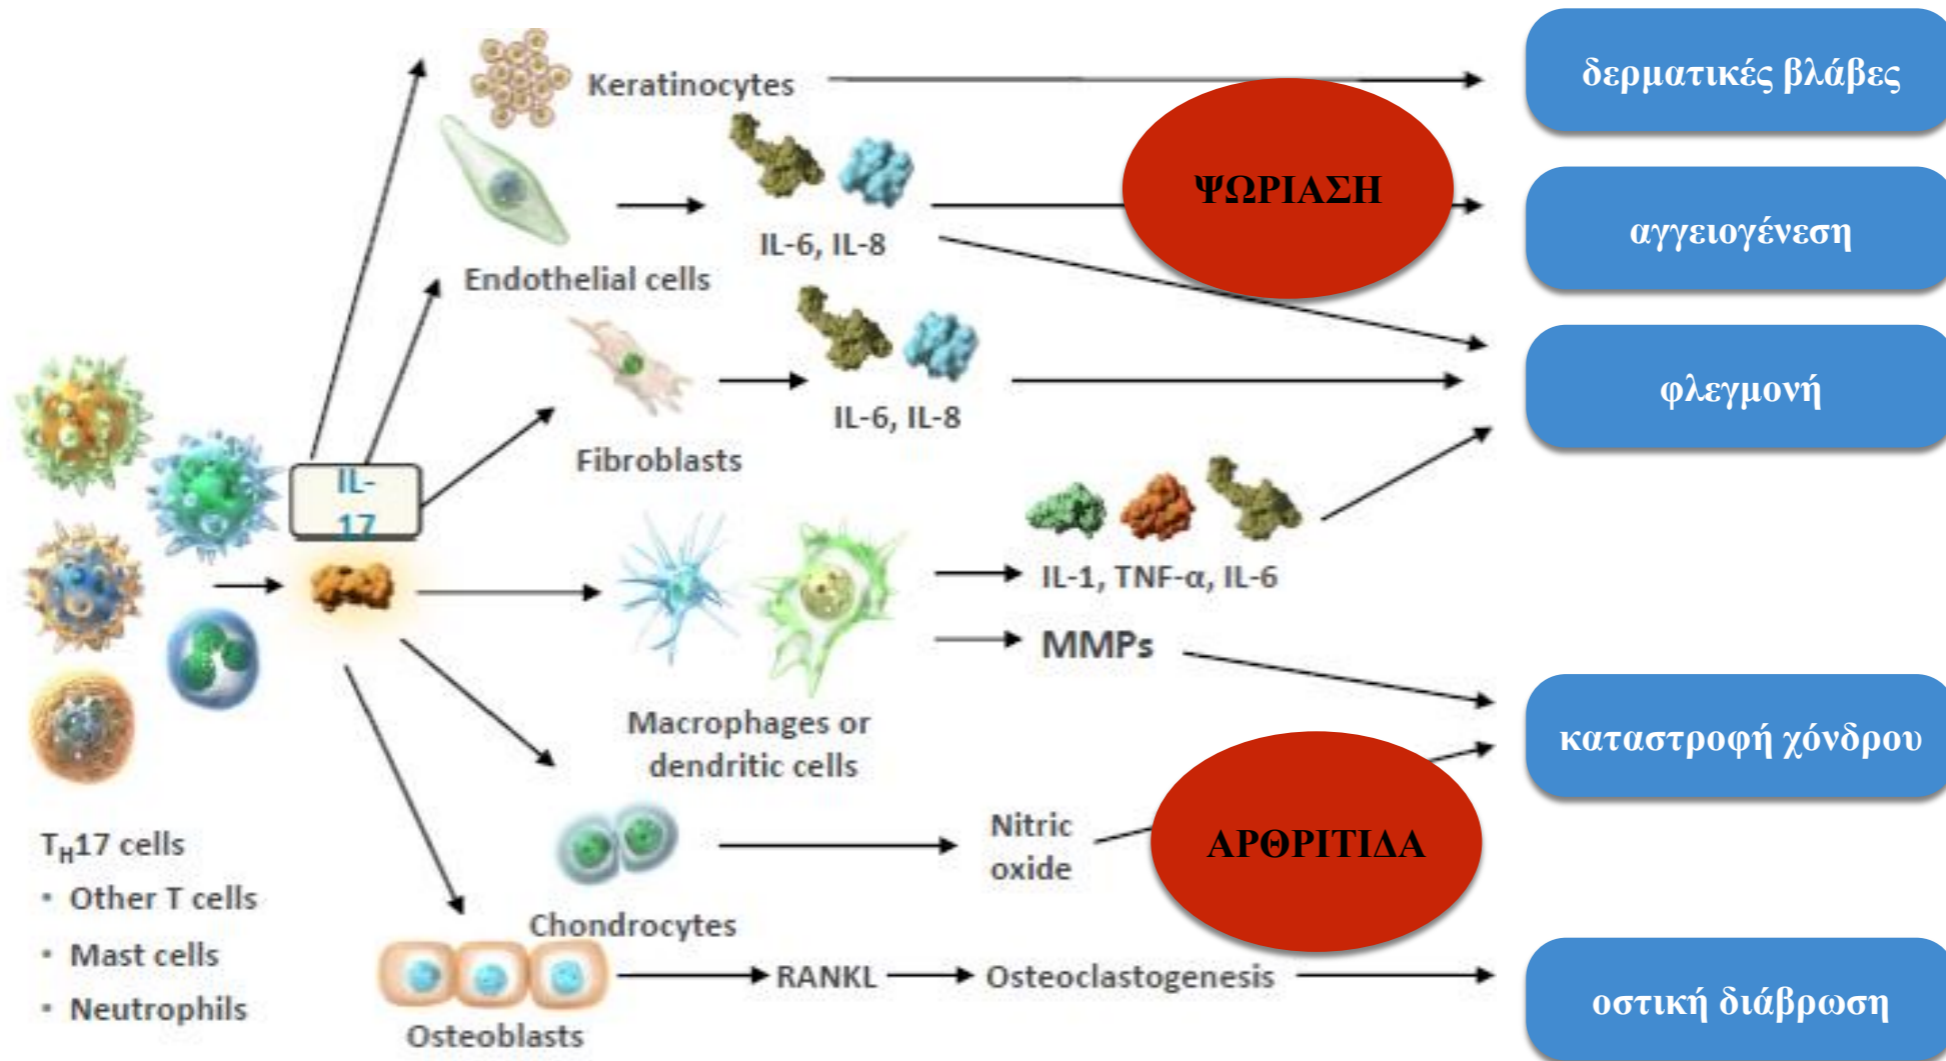 Keratinocytes
δερματικές βλάβες
ΨΩΡΙΑΣΗ
IL-6, IL-8
αγγειογένεση
Endothelial cells
φλεγμονή
IL-6, IL-8
Fibroblasts
IL-
17
IL-1, TNF-α, IL-6
MMPs
Macrophages or
dendritic cells
καταστροφή χόνδρου
Nitric
oxide
ΑΡΘΡΙΤΙΔΑ
TH17 cells
• Other T cells
• Mast cells
• Neutrophils
Chondrocytes
RANKL
Osteoclastogenesis
οστική διάβρωση
Osteoblasts